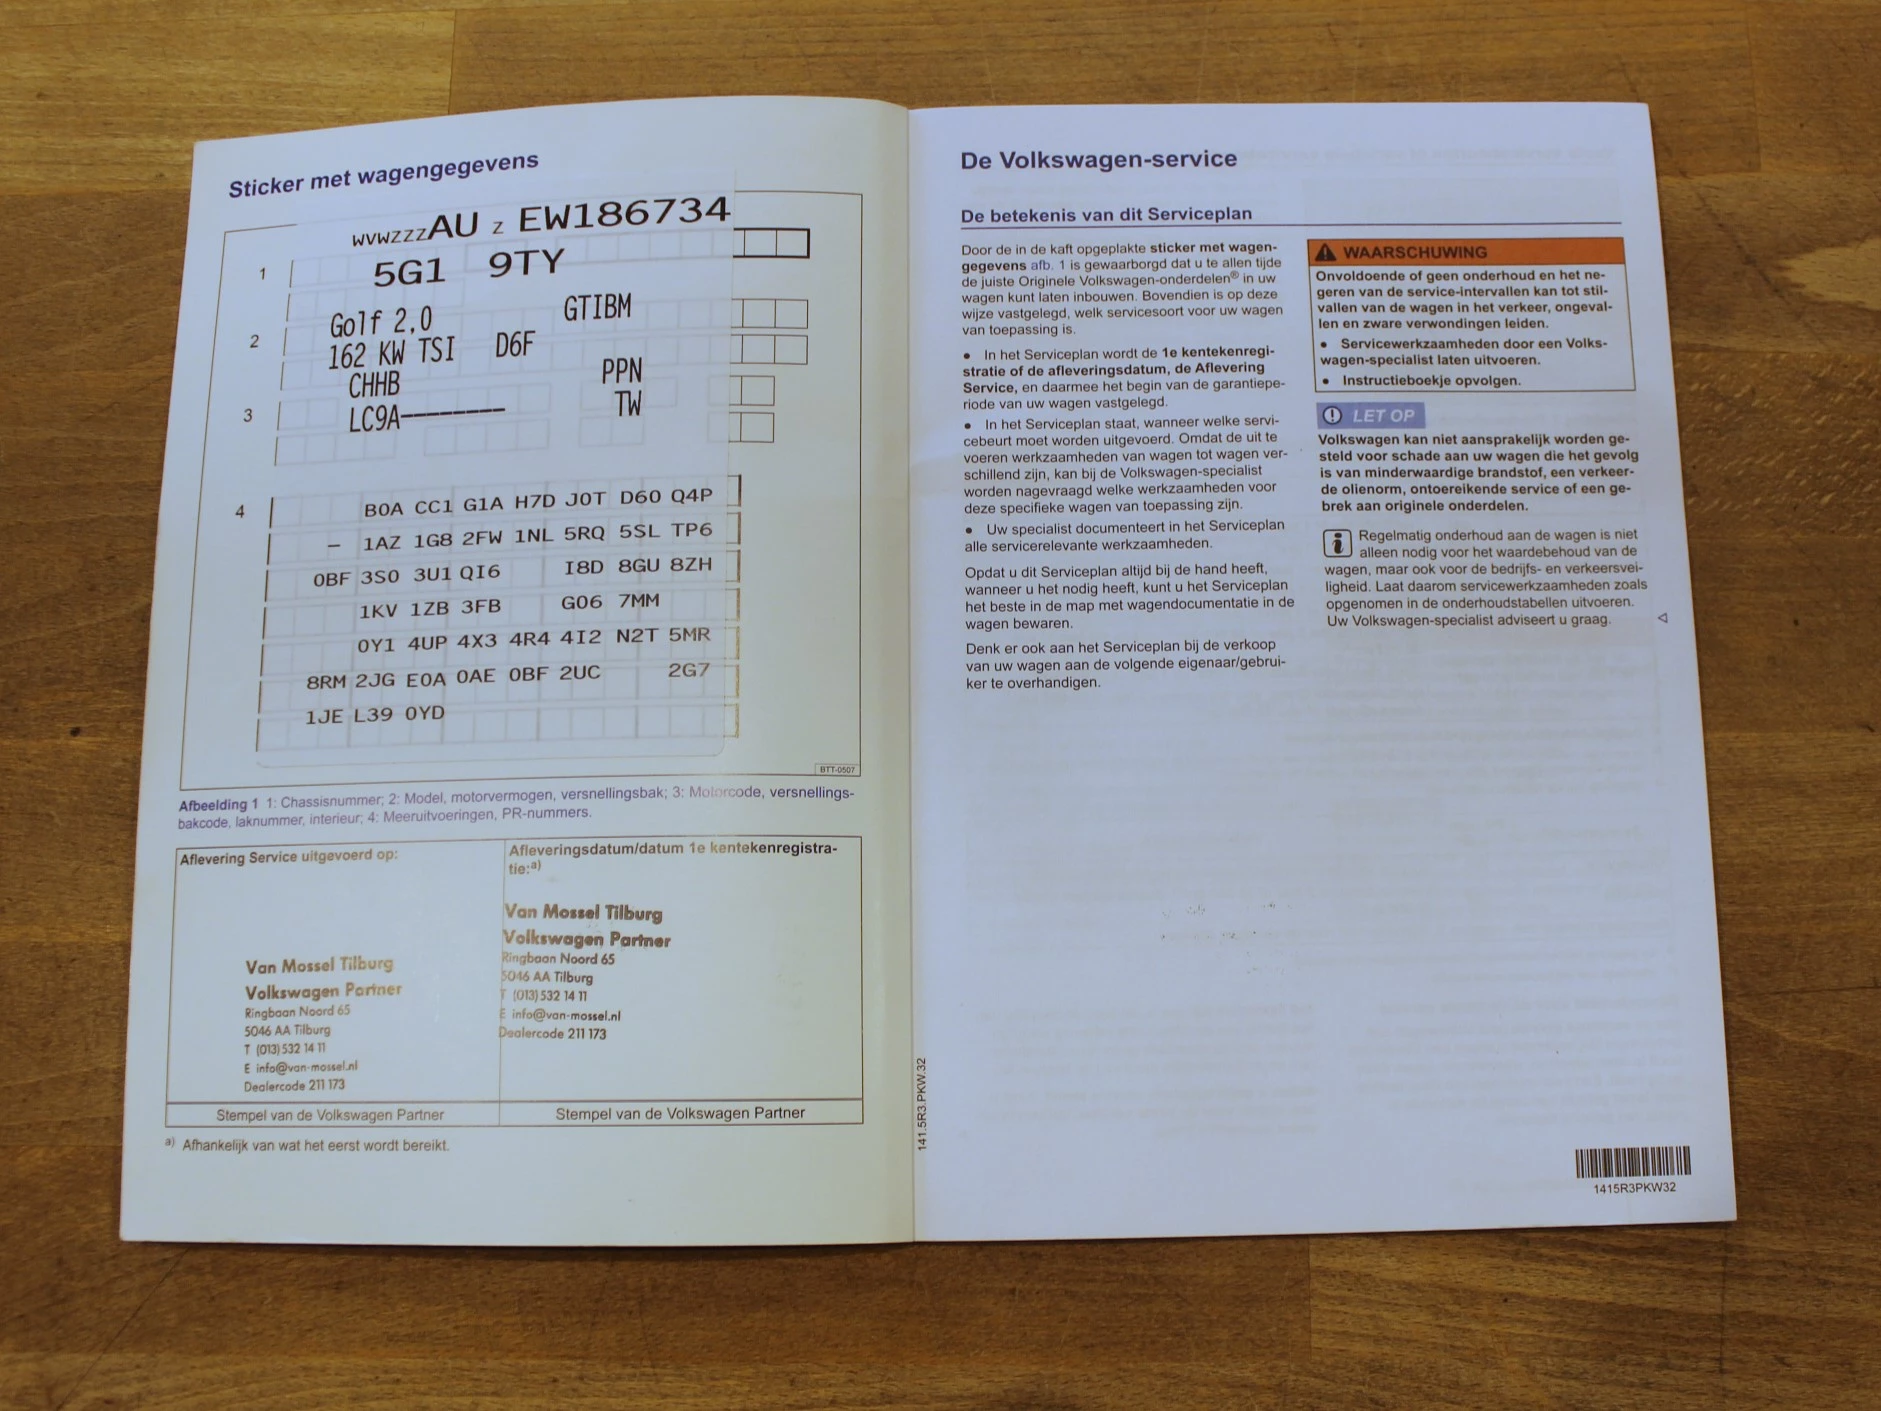 Sticker met wagengegevens
WVWZZZAU Z EW186734
1
5G1 9TY
Golf 2.0 GTIBM
2
162 KW TSI D6F
CHHB PPN
3
LC9A-------- TW
4
B0A CC1 G1A H7D J0T D60 Q4P
– 1AZ 1G8 2FW 1NL 5RQ 5SL TP6
0BF 3S0 3U1 QI6 I8D 8GU 8ZH
1KV 1ZB 3FB G06 7MM
0Y1 4UP 4X3 4R4 4I2 N2T 5MR
8RM 2JG E0A 0AE 0BF 2UC 2G7
1JE L39 0YD
BTT-0507
Afbeelding 1 1: Chassisnummer; 2: Model, motorvermogen, versnellingsbak; 3: Motorcode, versnellings-
bakcode, laknummer, interieur; 4: Meeruitvoeringen, PR-nummers.
Aflevering Service uitgevoerd op:
Van Mossel Tilburg
Volkswagen Partner
Ringbaan Noord 65
5046 AA Tilburg
T (013) 532 14 11
E info@van-mossel.nl
Dealercode 211 173
Stempel van de Volkswagen Partner
Afleveringsdatum/datum 1e kentekenregistra-
tie:a)
Van Mossel Tilburg
Volkswagen Partner
Ringbaan Noord 65
5046 AA Tilburg
T (013) 532 14 11
E info@van-mossel.nl
Dealercode 211 173
Stempel van de Volkswagen Partner
a) Afhankelijk van wat het eerst wordt bereikt.
141.5R3.PKW.32
De Volkswagen-service
De betekenis van dit Serviceplan
Door de in de kaft opgeplakte sticker met wagen-
gegevens afb. 1 is gewaarborgd dat u te allen tijde
de juiste Originele Volkswagen-onderdelen® in uw
wagen kunt laten inbouwen. Bovendien is op deze
wijze vastgelegd, welk servicesoort voor uw wagen
van toepassing is.
• In het Serviceplan wordt de 1e kentekenregi-
stratie of de afleveringsdatum, de Aflevering
Service, en daarmee het begin van de garantiepe-
riode van uw wagen vastgelegd.
• In het Serviceplan staat, wanneer welke servi-
cebeurt moet worden uitgevoerd. Omdat de uit te
voeren werkzaamheden van wagen tot wagen ver-
schillend zijn, kan bij de Volkswagen-specialist
worden nagevraagd welke werkzaamheden voor
deze specifieke wagen van toepassing zijn.
• Uw specialist documenteert in het Serviceplan
alle servicerelevante werkzaamheden.
Opdat u dit Serviceplan altijd bij de hand heeft,
wanneer u het nodig heeft, kunt u het Serviceplan
het beste in de map met wagendocumentatie in de
wagen bewaren.
Denk er ook aan het Serviceplan bij de verkoop
van uw wagen aan de volgende eigenaar/gebrui-
ker te overhandigen.
WAARSCHUWING
Onvoldoende of geen onderhoud en het ne-
geren van de service-intervallen kan tot stil-
vallen van de wagen in het verkeer, ongeval-
len en zware verwondingen leiden.
• Servicewerkzaamheden door een Volks-
wagen-specialist laten uitvoeren.
• Instructieboekje opvolgen.
LET OP
Volkswagen kan niet aansprakelijk worden ge-
steld voor schade aan uw wagen die het gevolg
is van minderwaardige brandstof, een verkeer-
de olienorm, ontoereikende service of een ge-
brek aan originele onderdelen.
Regelmatig onderhoud aan de wagen is niet
alleen nodig voor het waardebehoud van de
wagen, maar ook voor de bedrijfs- en verkeersvei-
ligheid. Laat daarom servicewerkzaamheden zoals
opgenomen in de onderhoudstabellen uitvoeren.
Uw Volkswagen-specialist adviseert u graag.
1415R3PKW32